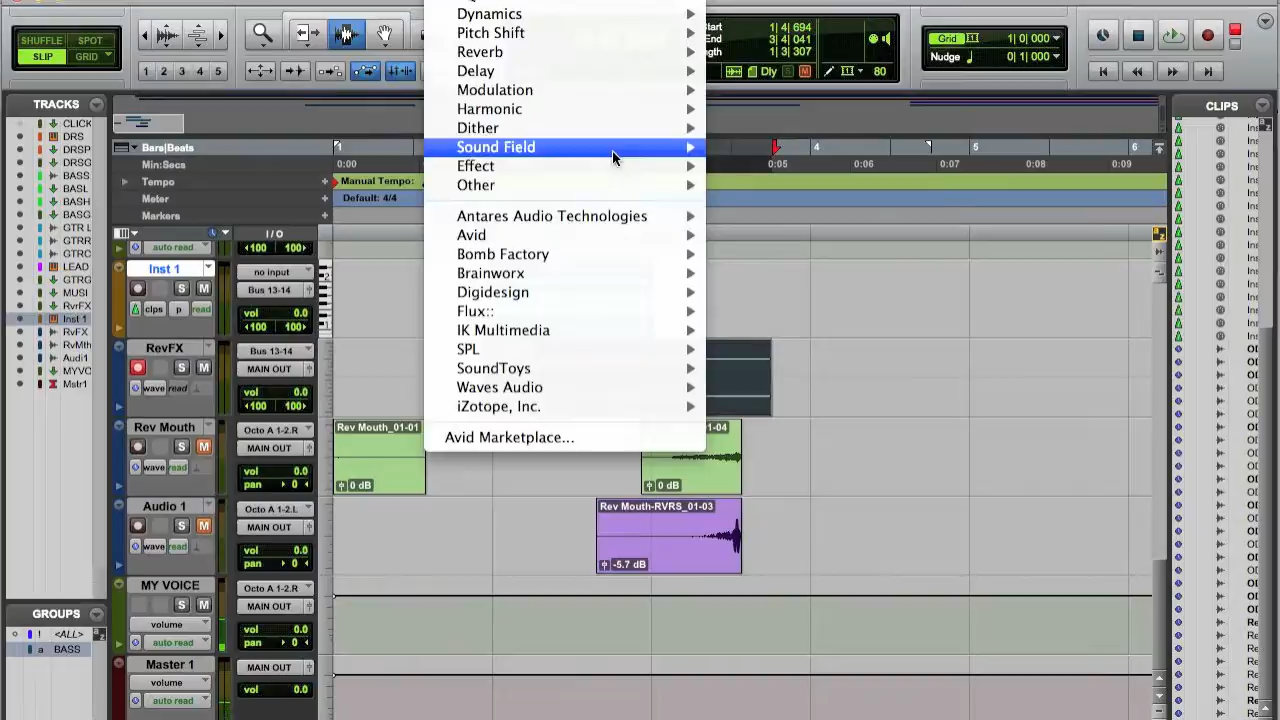 SHUFFLE SPOT
SLIP GRID
1 2 3 4 5
Dynamics
Pitch Shift
Reverb
Delay
Modulation
Harmonic
Dither
Sound Field
Effect
Other
Antares Audio Technologies
Avid
Bomb Factory
Brainworx
Digidesign
Flux::
IK Multimedia
SPL
SoundToys
Waves Audio
iZotope, Inc.
Avid Marketplace...
Start 1| 4| 694
End 3| 4| 041
1| 3| 307
Dly S M 80
Grid 1| 0| 000
Nudge 0| 1| 000
TRACKS
CLICK
DRS
DRSP
DRSG
BASS
BASL
BASH
BASG
GTR L
GTRR
GTRC
LEAD
GTRG
MUSI
RvrFX
Inst 1
RvFX
RvMth
Audi1
MYVC
Mstr1
GROUPS
! <ALL>
a BASS
Bars|Beats
Min:Secs
Tempo
Meter
Markers
1 4 5 6
0:00 0:05 0:06 0:07 0:08 0:09
Manual Tempo:
Default: 4/4
I / O
auto read
100 100
Inst 1
no input
S M
Bus 13-14
clps p read
vol 0.0
100 100
RevFX
Bus 13-14
S M
MAIN OUT
wave read
vol 0.0
100 100
Rev Mouth
Octo A 1-2.R
S M
MAIN OUT
wave read
vol 0.0
pan 0
Rev Mouth_01-01
0 dB
-04
0 dB
Audio 1
Octo A 1-2.L
S M
MAIN OUT
wave read
vol 0.0
pan 0
Rev Mouth-RVRS_01-03
-5.7 dB
MY VOICE
Octo A 1-2.R
S M
MAIN OUT
volume
auto read
vol 0.0
pan 0
Master 1
MAIN OUT
volume
auto read
vol 0.0
CLIPS